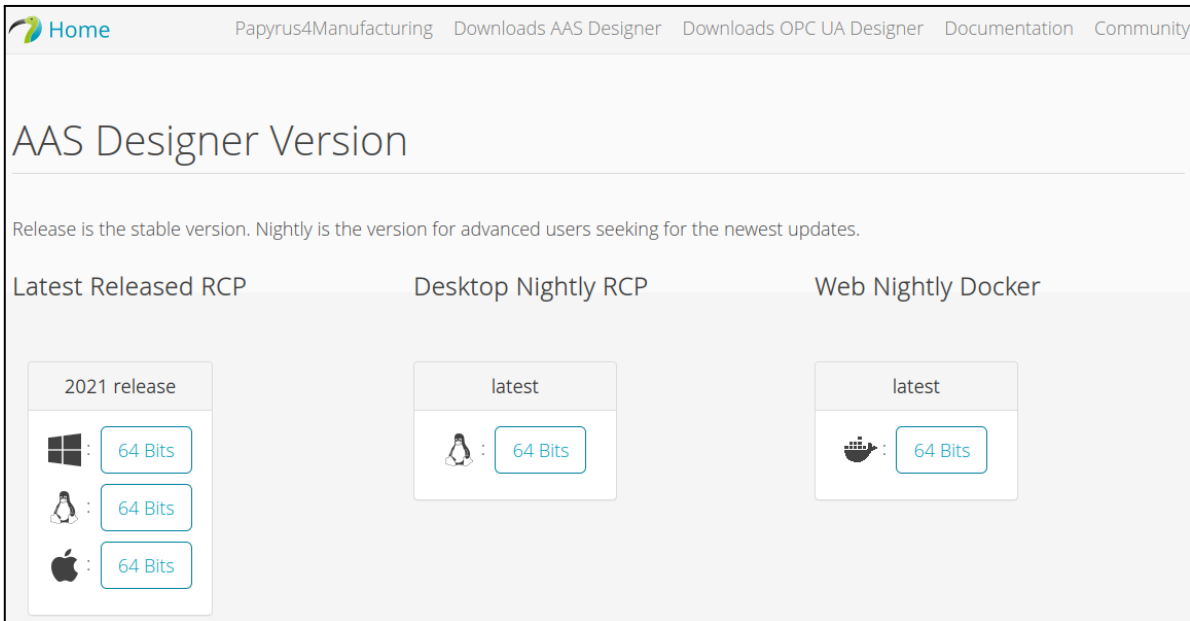 Home Papyrus4Manufacturing Downloads AAS Designer Downloads OPC UA Designer Documentation Community
AAS Designer Version
Release is the stable version. Nightly is the version for advanced users seeking for the newest updates.
Latest Released RCP
2021 release
: 64 Bits
: 64 Bits
: 64 Bits
Desktop Nightly RCP
latest
: 64 Bits
Web Nightly Docker
latest
: 64 Bits